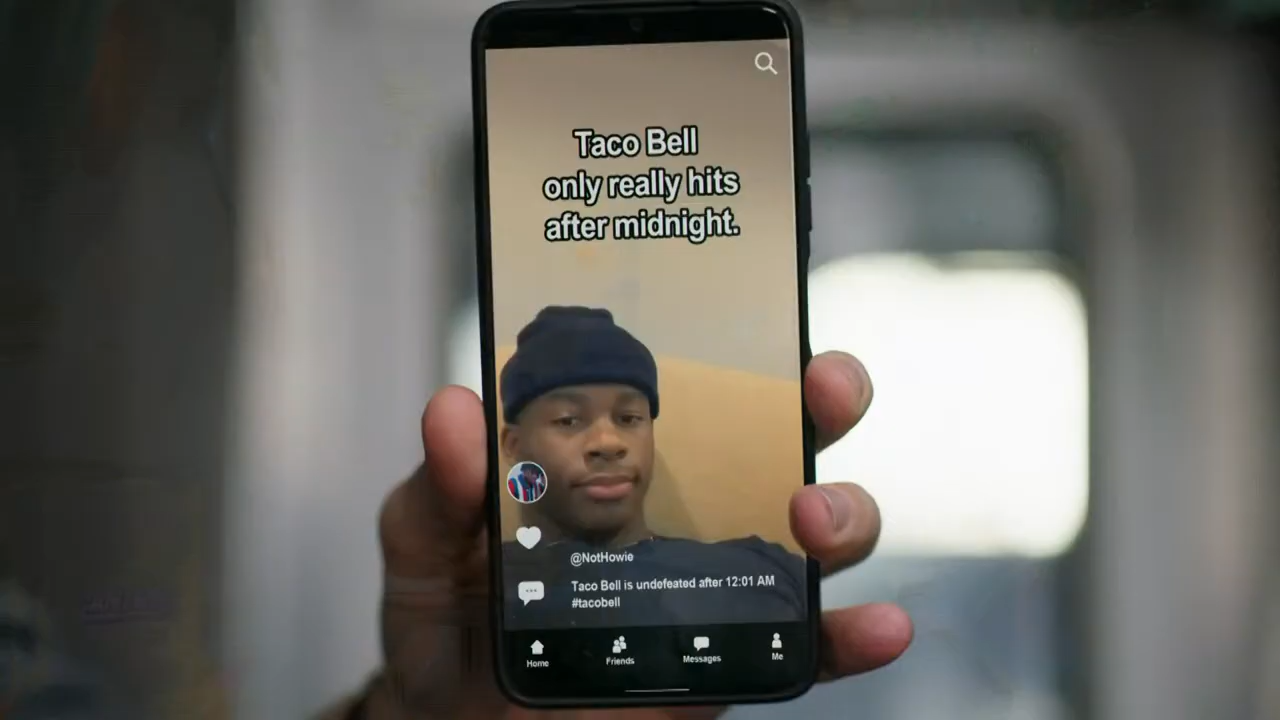 Taco Bell
only really hits
after midnight.
@NotHowie
Taco Bell is undefeated after 12:01 AM
#tacobell
Home
Friends
Messages
Me